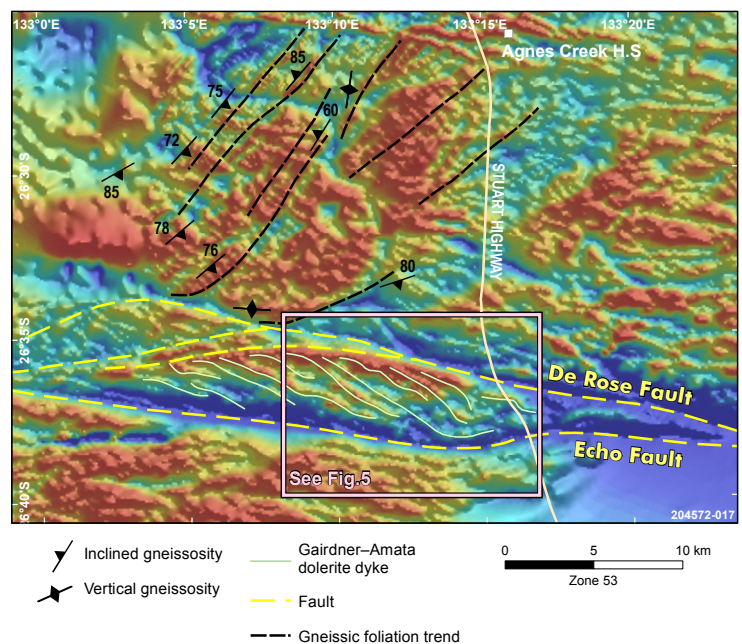 133°0'E
133°5'E
133°10'E
133°15'E
133°20'E
Agnes Creek H.S
85
75
60
72
85
78
76
80
26°30'S
26°35'S
26°40'S
STUART HIGHWAY
De Rose Fault
Echo Fault
See Fig.5
204572-017
Inclined gneissosity
Vertical gneissosity
Gairdner–Amata
dolerite dyke
Fault
Gneissic foliation trend
0 5 10 km
Zone 53